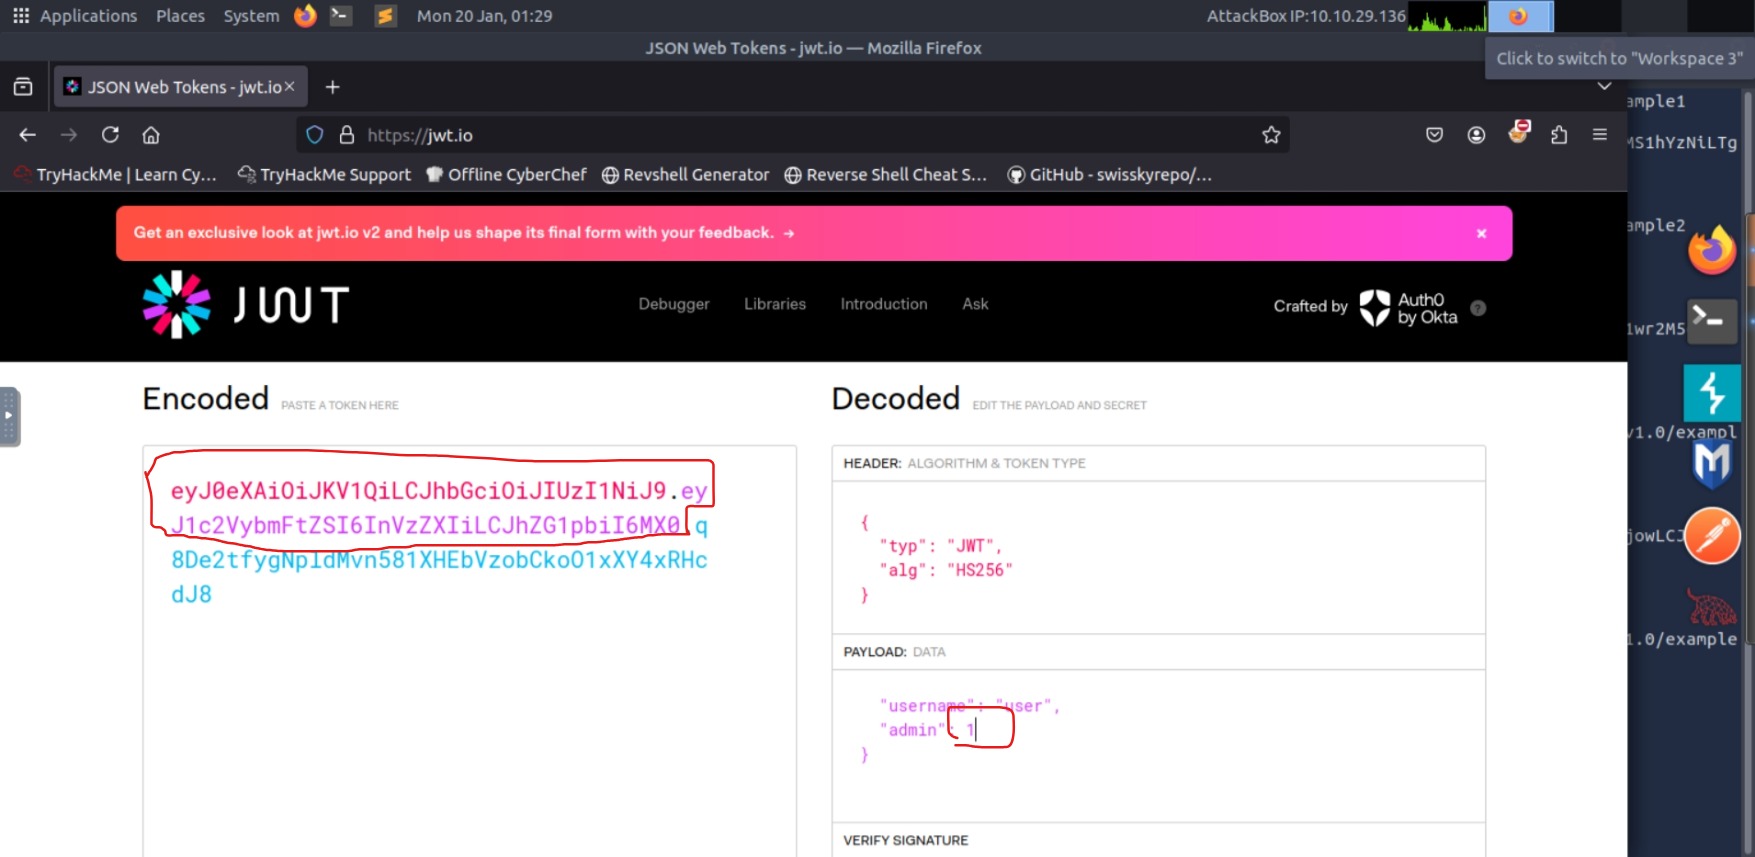 Applications Places System Mon 20 Jan, 01:29 AttackBox IP:10.10.29.136
JSON Web Tokens - jwt.io — Mozilla Firefox
Click to switch to "Workspace 3"
JSON Web Tokens - jwt.io
https://jwt.io
TryHackMe | Learn Cy... TryHackMe Support Offline CyberChef Revshell Generator Reverse Shell Cheat S... GitHub - swisskyrepo/...
Get an exclusive look at jwt.io v2 and help us shape its final form with your feedback. →
JWT
Debugger Libraries Introduction Ask
Crafted by Auth0 by Okta
Encoded PASTE A TOKEN HERE
eyJ0eXAiOiJKV1QiLCJhbGciOiJIUzI1NiJ9.ey
J1c2VybmFtZSI6InVzZXIiLCJhZG1pbiI6MX0.q
8De2tfygNpIdMvn581XHEbVzobCkoO1xXY4xRHc
dJ8
Decoded EDIT THE PAYLOAD AND SECRET
HEADER: ALGORITHM & TOKEN TYPE
{
"typ": "JWT",
"alg": "HS256"
}
PAYLOAD: DATA
"username": "user",
"admin": 1
}
VERIFY SIGNATURE
ample1
MS1hYzNiLTg
ample2
1wr2M5
v1.0/exampl
jowLCJ
1.0/example